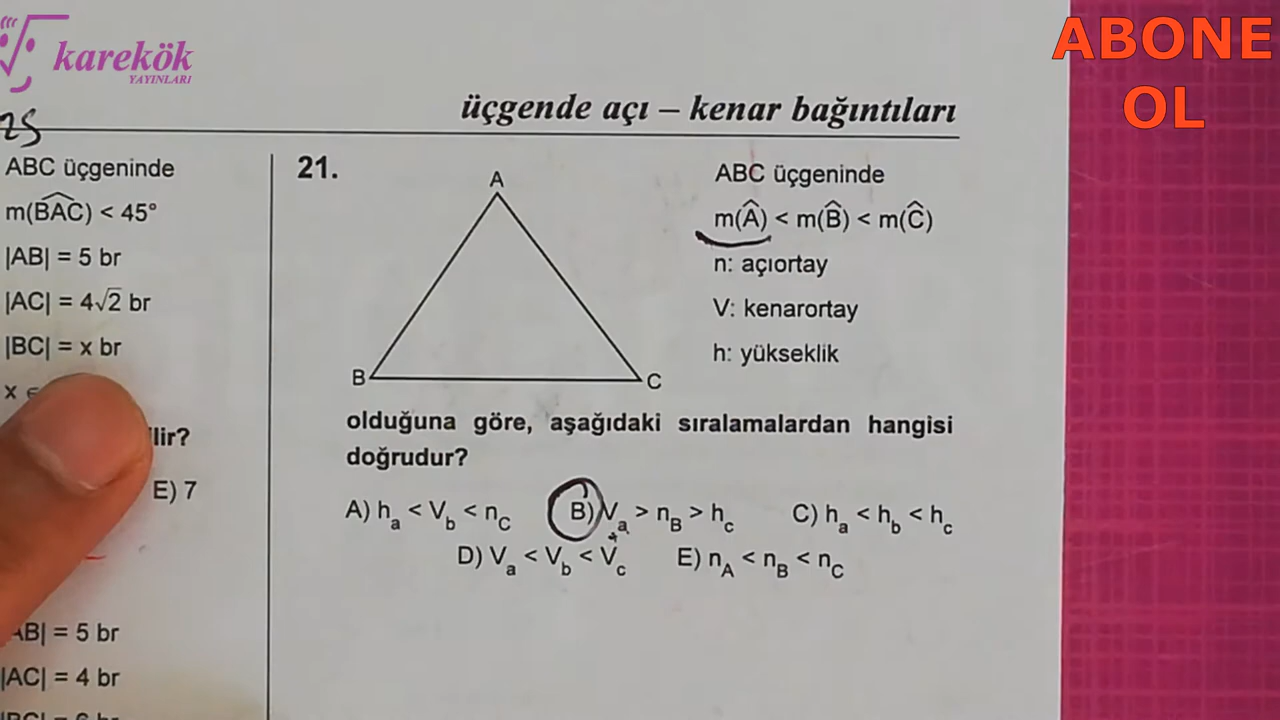 karekök
YAYINLARI
ABONE
OL
üçgende açı – kenar bağıntıları
25
ABC üçgeninde
m(BAC) < 45°
|AB| = 5 br
|AC| = 4√2 br
|BC| = x br
x
lir?
E) 7
AB| = 5 br
|AC| = 4 br
21.
A
B
C
ABC üçgeninde
m(Â) < m(B̂) < m(Ĉ)
n: açıortay
V: kenarortay
h: yükseklik
olduğuna göre, aşağıdaki sıralamalardan hangisi
doğrudur?
A) hₐ < V_b < n_C B) Vₐ > n_B > h_c C) hₐ < h_b < h_c
D) Vₐ < V_b < V_c E) n_A < n_B < n_C